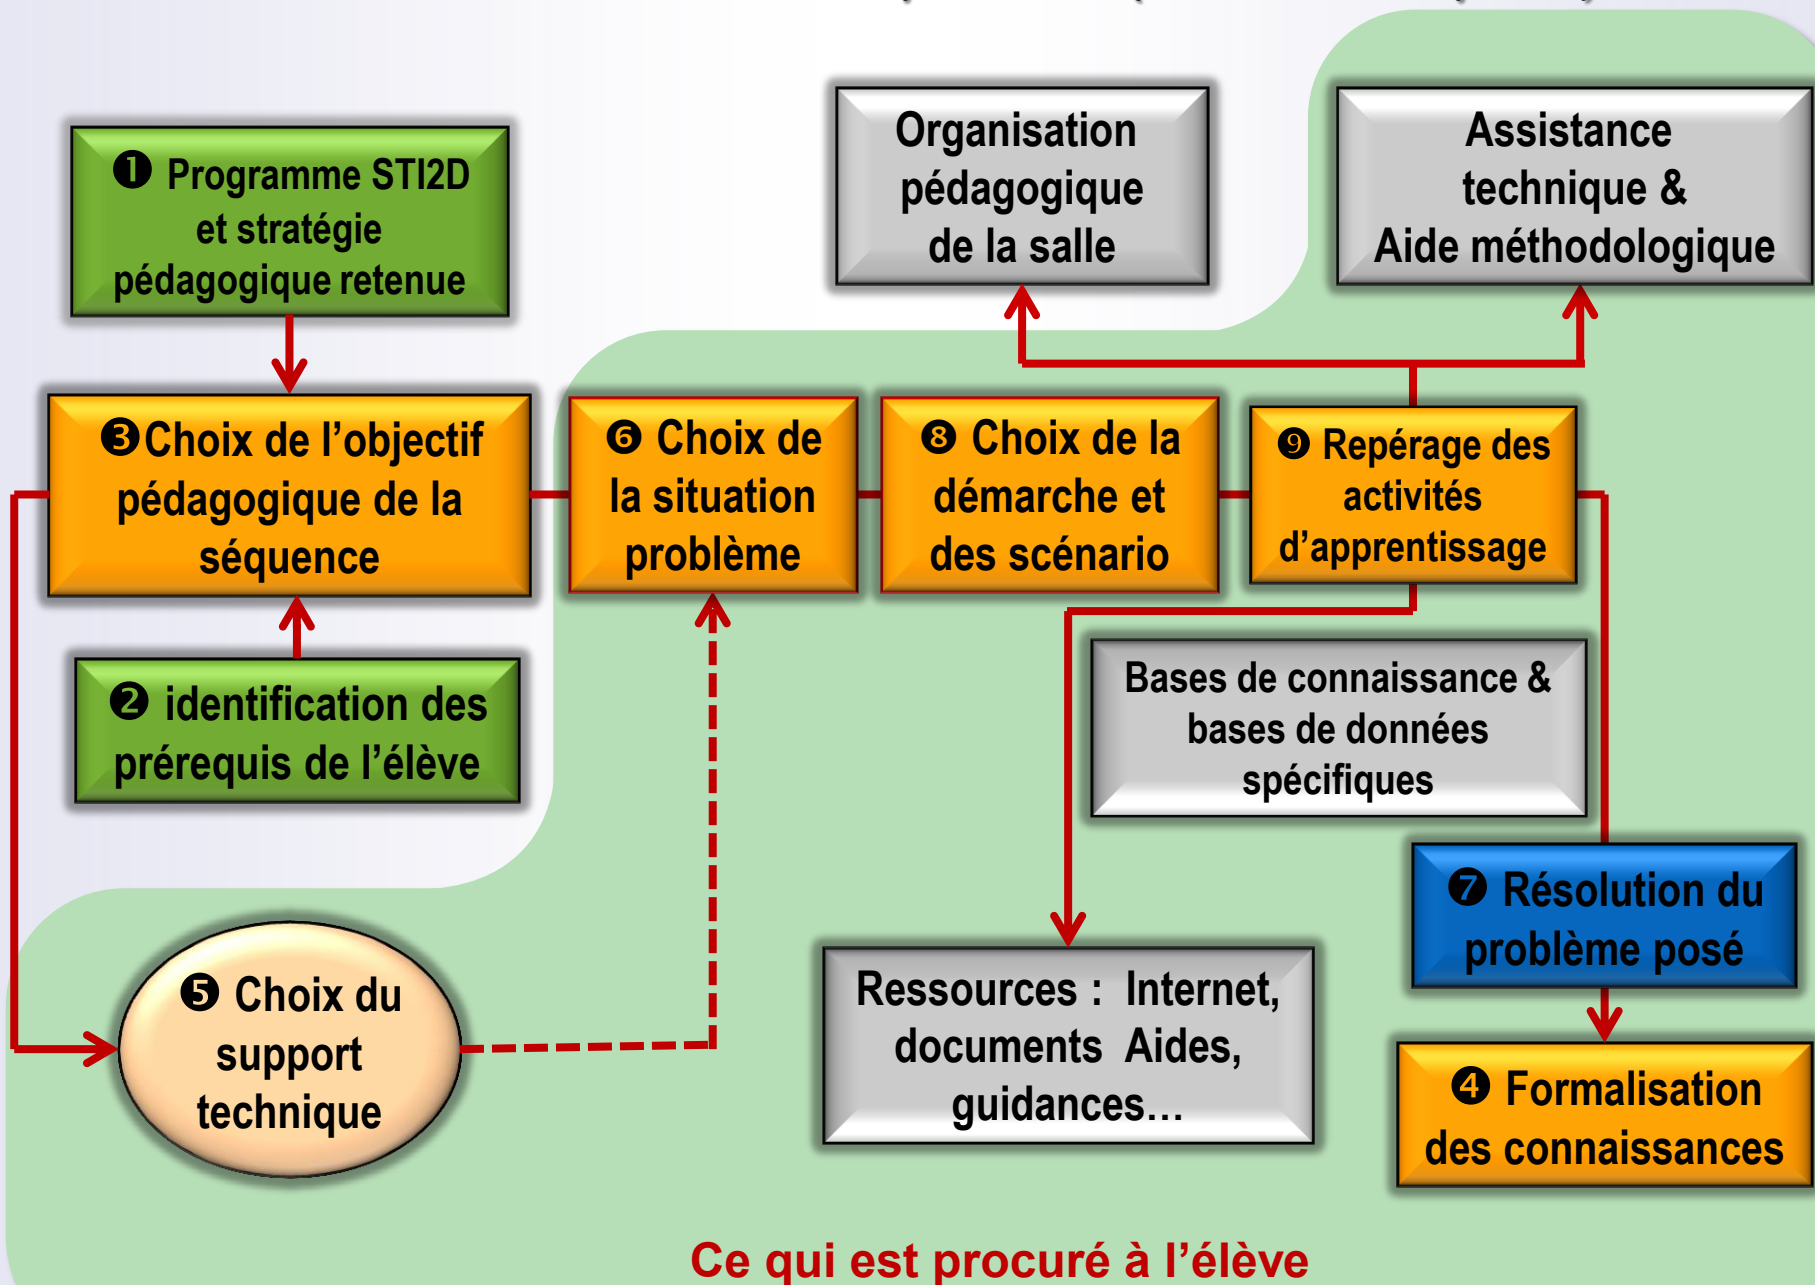 Organisation
pédagogique
de la salle
Assistance
technique &
Aide méthodologique
❶ Programme STI2D
et stratégie
pédagogique retenue
❸Choix de l’objectif
pédagogique de la
séquence
❻ Choix de
la situation
problème
❽ Choix de la
démarche et
des scénario
❾ Repérage des
activités
d’apprentissage
❷ identification des
prérequis de l’élève
Bases de connaissance &
bases de données
spécifiques
❼ Résolution du
problème posé
❺ Choix du
support
technique
Ressources : Internet,
documents Aides,
guidances…
❹ Formalisation
des connaissances
Ce qui est procuré à l’élève